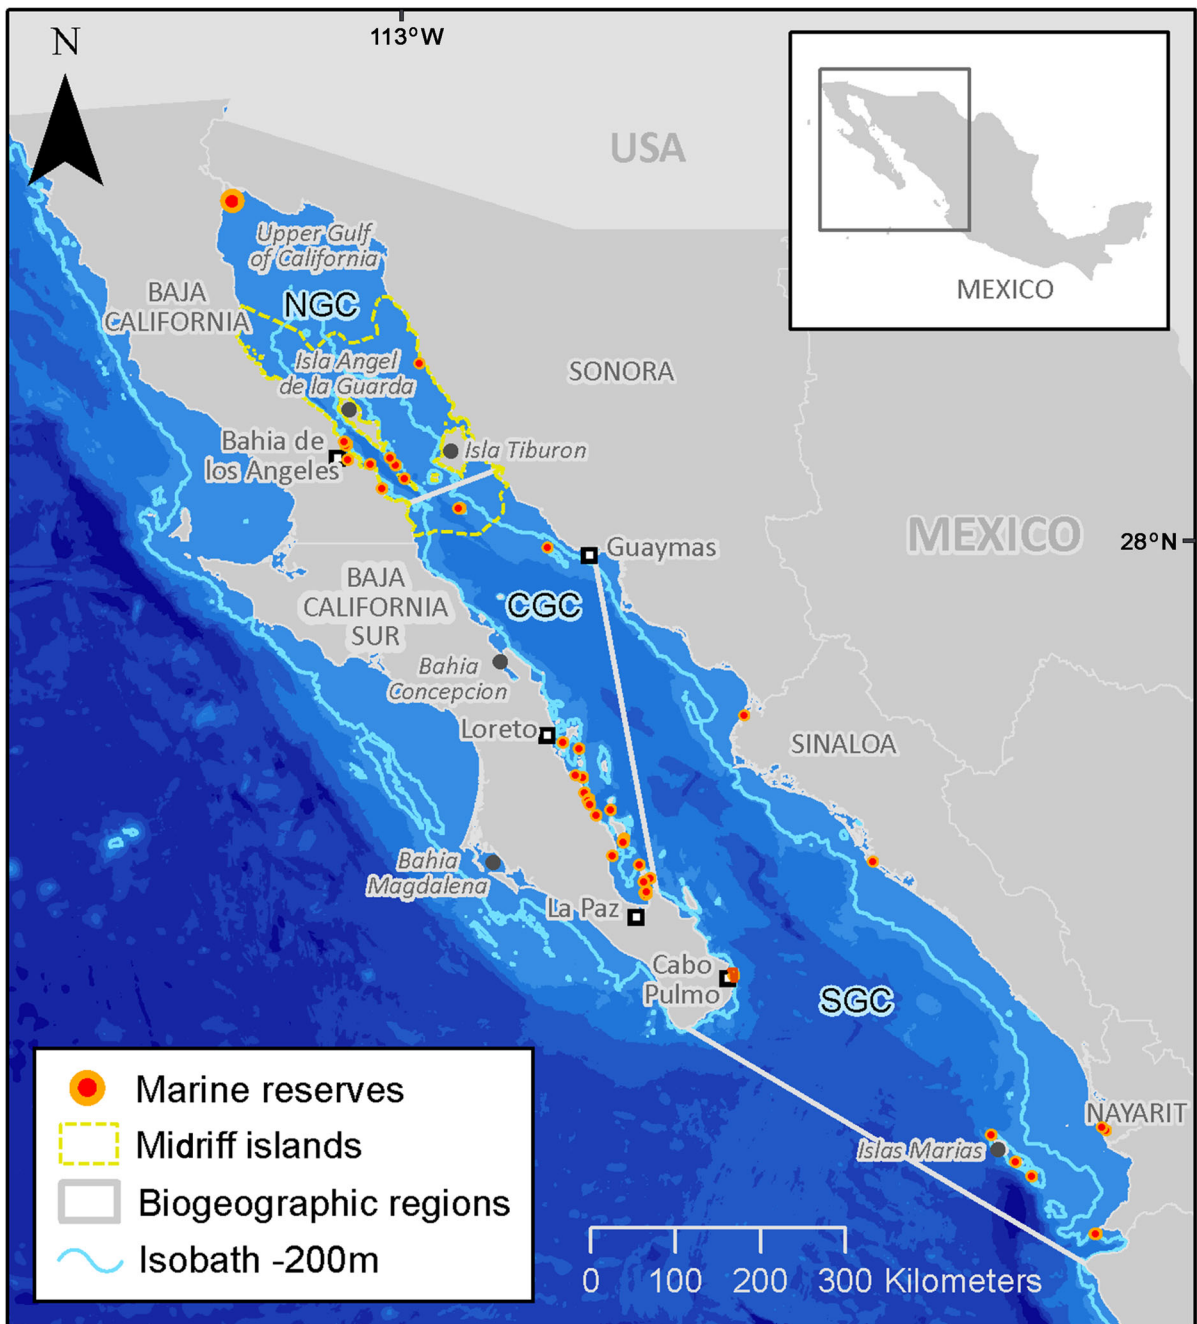 N
113°W
USA
MEXICO
Upper Gulf
of California
NGC
BAJA
CALIFORNIA
Isla Angel
de la Guarda
SONORA
Bahia de
los Angeles
Isla Tiburon
MEXICO
28°N
Guaymas
BAJA
CALIFORNIA
SUR
CGC
Bahia
Concepcion
Loreto
SINALOA
Bahia
Magdalena
La Paz
Cabo
Pulmo
SGC
NAYARIT
Islas Marias
Marine reserves
Midriff islands
Biogeographic regions
Isobath -200m
0 100 200 300 Kilometers